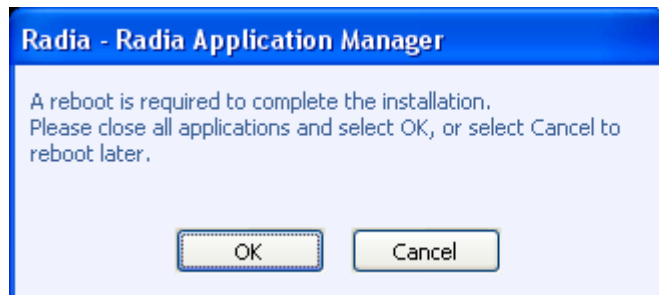 Radia - Radia Application Manager
A reboot is required to complete the installation.
Please close all applications and select OK, or select Cancel to
reboot later.
OK
Cancel